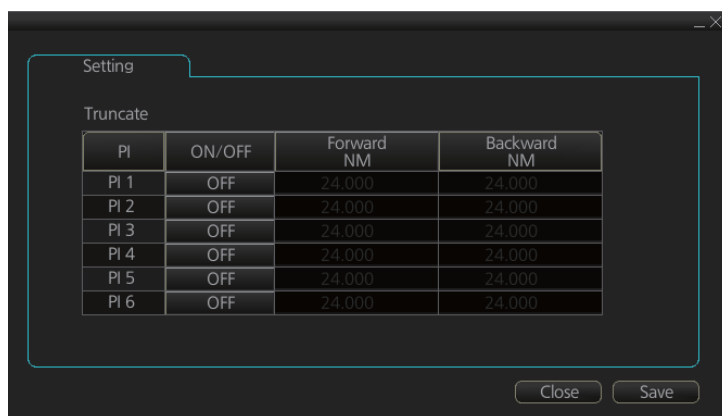 Setting
Truncate
PI ON/OFF Forward NM Backward NM
PI 1 OFF 24.000 24.000
PI 2 OFF 24.000 24.000
PI 3 OFF 24.000 24.000
PI 4 OFF 24.000 24.000
PI 5 OFF 24.000 24.000
PI 6 OFF 24.000 24.000
Close Save